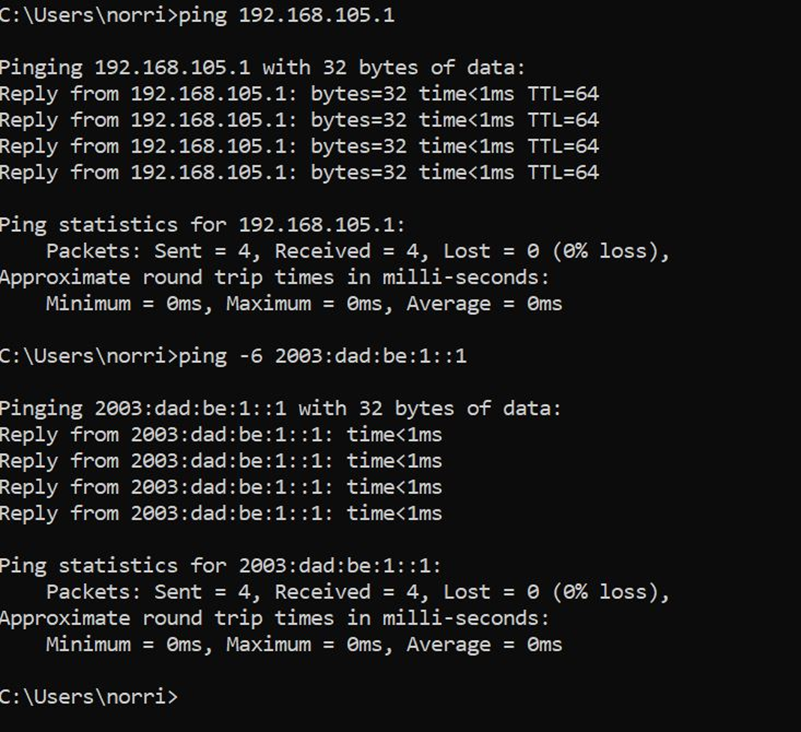 C:\Users\norri>ping 192.168.105.1
Pinging 192.168.105.1 with 32 bytes of data:
Reply from 192.168.105.1: bytes=32 time<1ms TTL=64
Reply from 192.168.105.1: bytes=32 time<1ms TTL=64
Reply from 192.168.105.1: bytes=32 time<1ms TTL=64
Reply from 192.168.105.1: bytes=32 time<1ms TTL=64
Ping statistics for 192.168.105.1:
    Packets: Sent = 4, Received = 4, Lost = 0 (0% loss),
Approximate round trip times in milli-seconds:
    Minimum = 0ms, Maximum = 0ms, Average = 0ms
C:\Users\norri>ping -6 2003:dad:be:1::1
Pinging 2003:dad:be:1::1 with 32 bytes of data:
Reply from 2003:dad:be:1::1: time<1ms
Reply from 2003:dad:be:1::1: time<1ms
Reply from 2003:dad:be:1::1: time<1ms
Reply from 2003:dad:be:1::1: time<1ms
Ping statistics for 2003:dad:be:1::1:
    Packets: Sent = 4, Received = 4, Lost = 0 (0% loss),
Approximate round trip times in milli-seconds:
    Minimum = 0ms, Maximum = 0ms, Average = 0ms
C:\Users\norri>